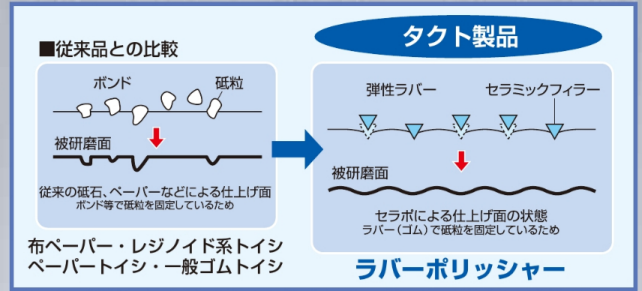 ■従来品との比較
ボンド
砥粒
被研磨面
従来の砥石、ペーパーなどによる仕上げ面
ボンド等で砥粒を固定しているため
布ペーパー・レジノイド系トイシ
ペーパートイシ・一般ゴムトイシ
タクト製品
弾性ラバー
セラミックフィラー
被研磨面
セラポによる仕上げ面の状態
ラバー(ゴム)で砥粒を固定しているため
ラバーポリッシャー